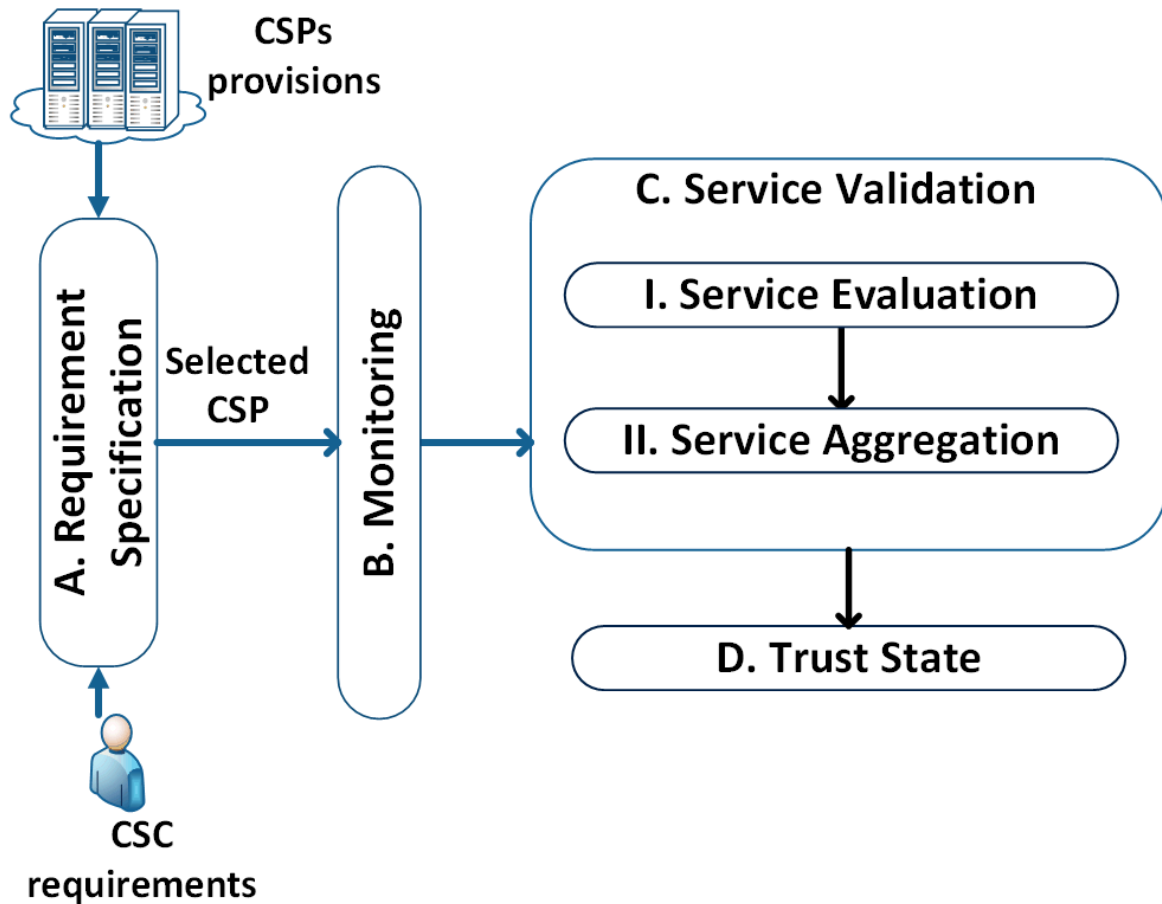 CSPs
provisions
A. Requirement
Specification
Selected
CSP
B. Monitoring
C. Service Validation
I. Service Evaluation
II. Service Aggregation
D. Trust State
CSC
requirements